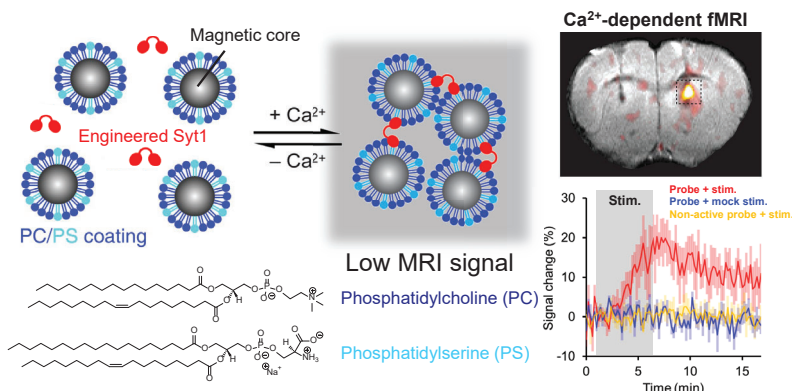 Magnetic core
Engineered Syt1
PC/PS coating
+ Ca²⁺
– Ca²⁺
Low MRI signal
O
O
O
O
P
O
O⊖
O
H
N⊕
Phosphatidylcholine (PC)
O
O
O
O
P
O
O⊖
O
H
O
O⊖
NH₃
⊕
⊕Na⁺
H
Phosphatidylserine (PS)
Ca²⁺-dependent fMRI
Probe + stim.
Probe + mock stim.
Non-active probe + stim.
Stim.
Signal change (%)
30
20
10
0
-10
0
5
10
15
Time (min)